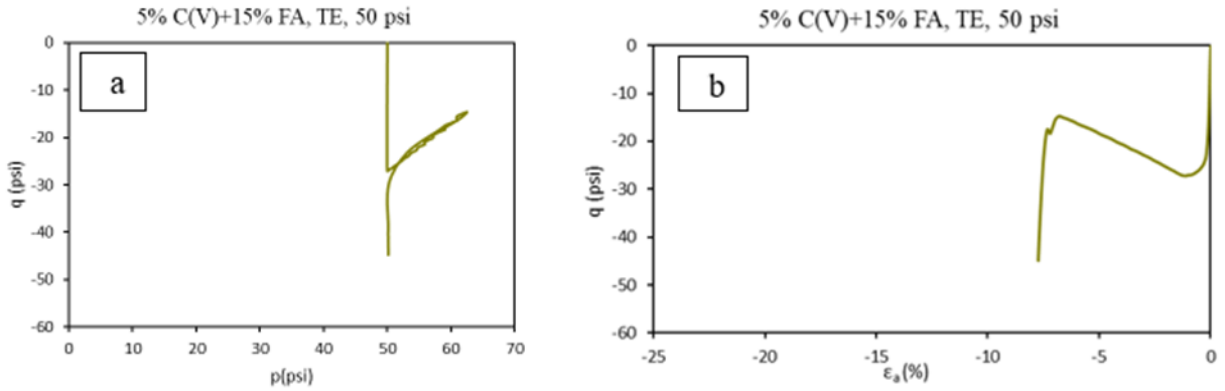 5% C(V)+15% FA, TE, 50 psi
a
0
-10
-20
-30
-40
-50
-60
q (psi)
0 10 20 30 40 50 60 70
p(psi)
5% C(V)+15% FA, TE, 50 psi
b
0
-10
-20
-30
-40
-50
-60
q (psi)
-25 -20 -15 -10 -5 0
εa(%)